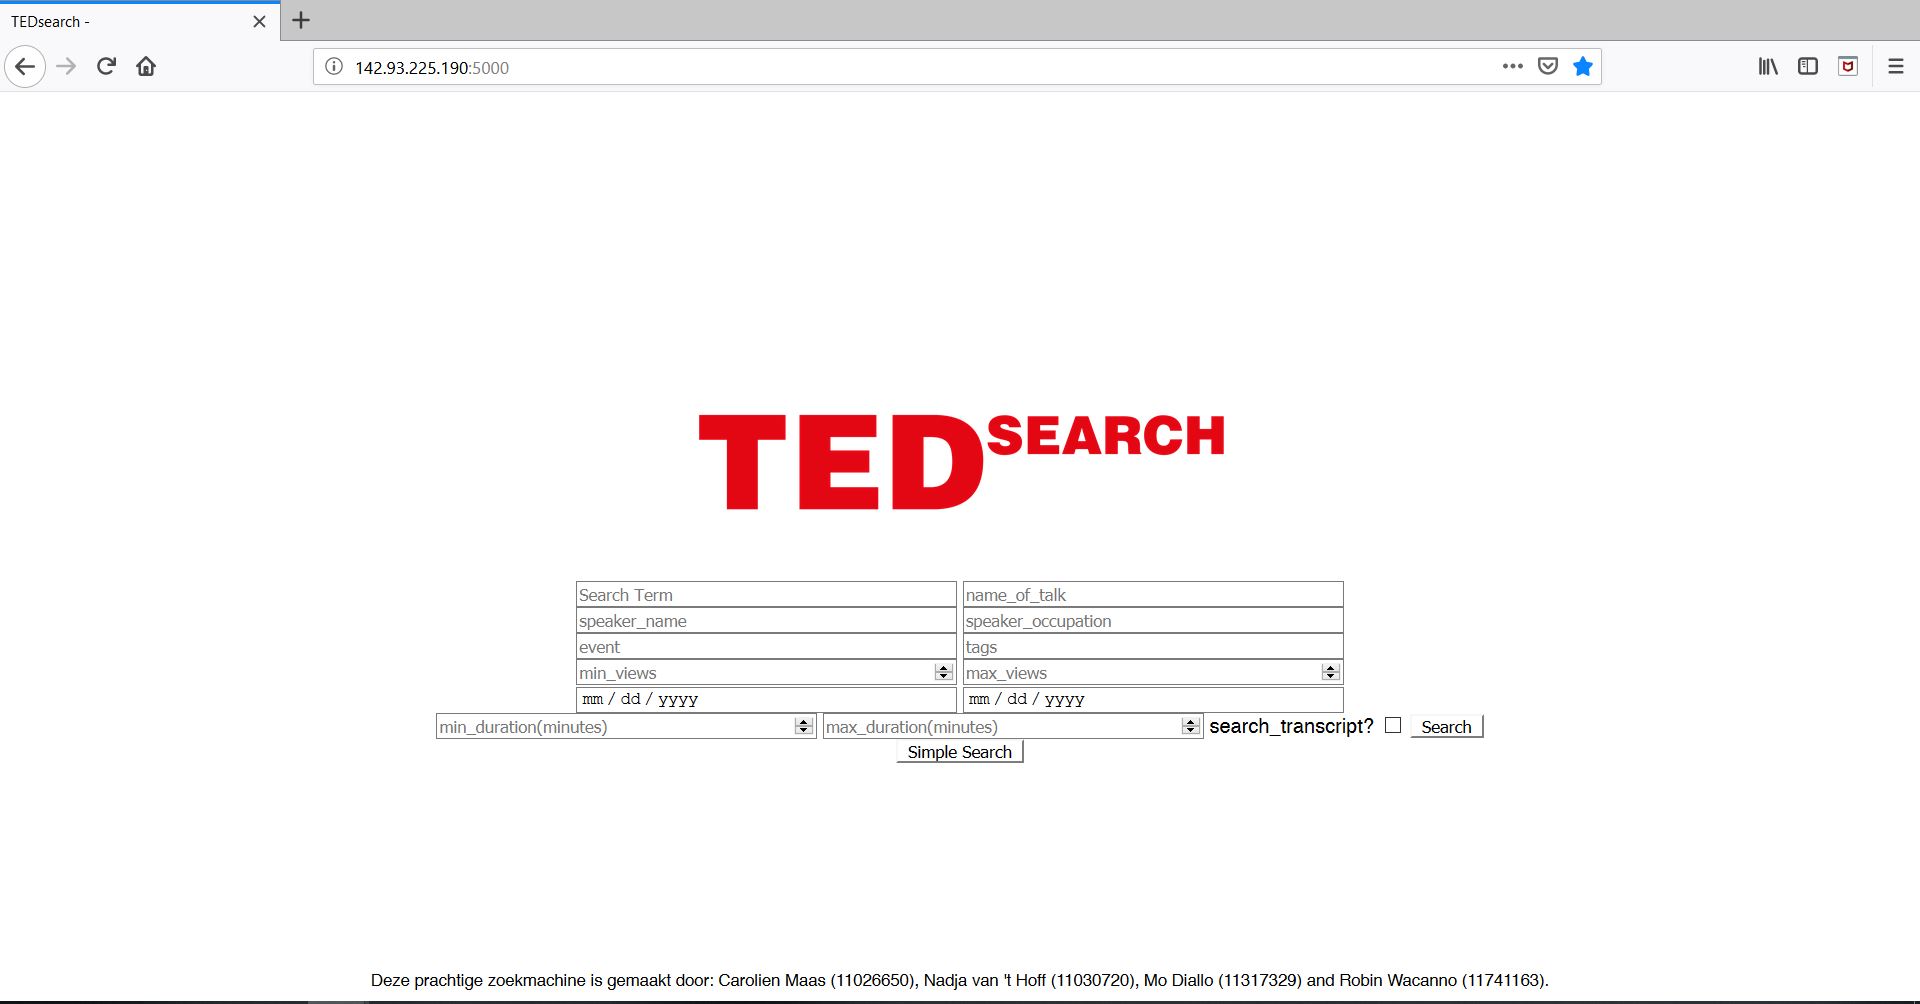 TEDsearch -
142.93.225.190:5000
TEDSEARCH
Search Term name_of_talk
speaker_name speaker_occupation
event tags
min_views max_views
mm / dd / yyyy mm / dd / yyyy
min_duration(minutes) max_duration(minutes) search_transcript? Search
Simple Search
Deze prachtige zoekmachine is gemaakt door: Carolien Maas (11026650), Nadja van 't Hoff (11030720), Mo Diallo (11317329) and Robin Wacanno (11741163).